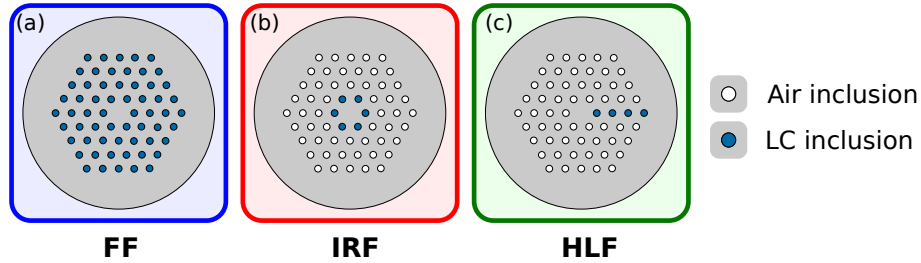 (a)
(b)
(c)
Air inclusion
LC inclusion
FF
IRF
HLF